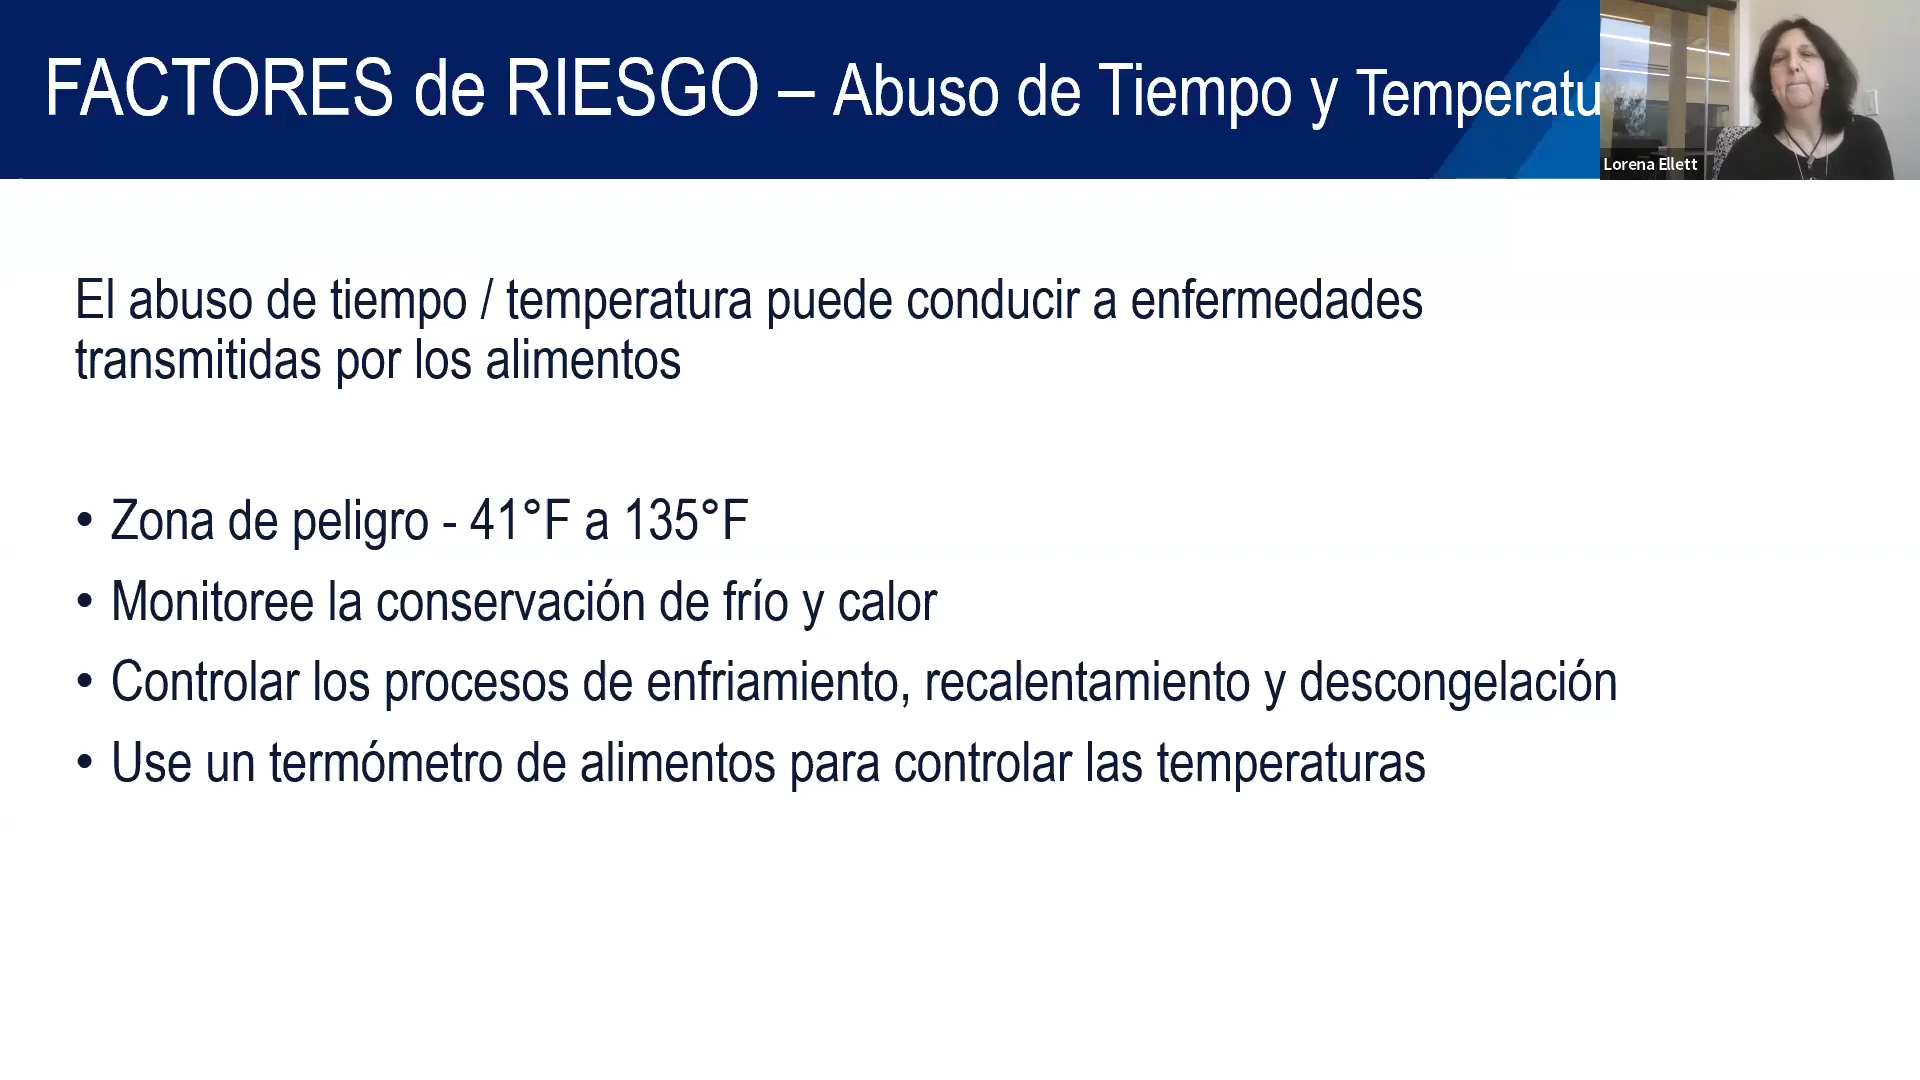 FACTORES de RIESGO – Abuso de Tiempo y Temperatu
Lorena Ellett
El abuso de tiempo / temperatura puede conducir a enfermedades
transmitidas por los alimentos
• Zona de peligro - 41°F a 135°F
• Monitoree la conservación de frío y calor
• Controlar los procesos de enfriamiento, recalentamiento y descongelación
• Use un termómetro de alimentos para controlar las temperaturas